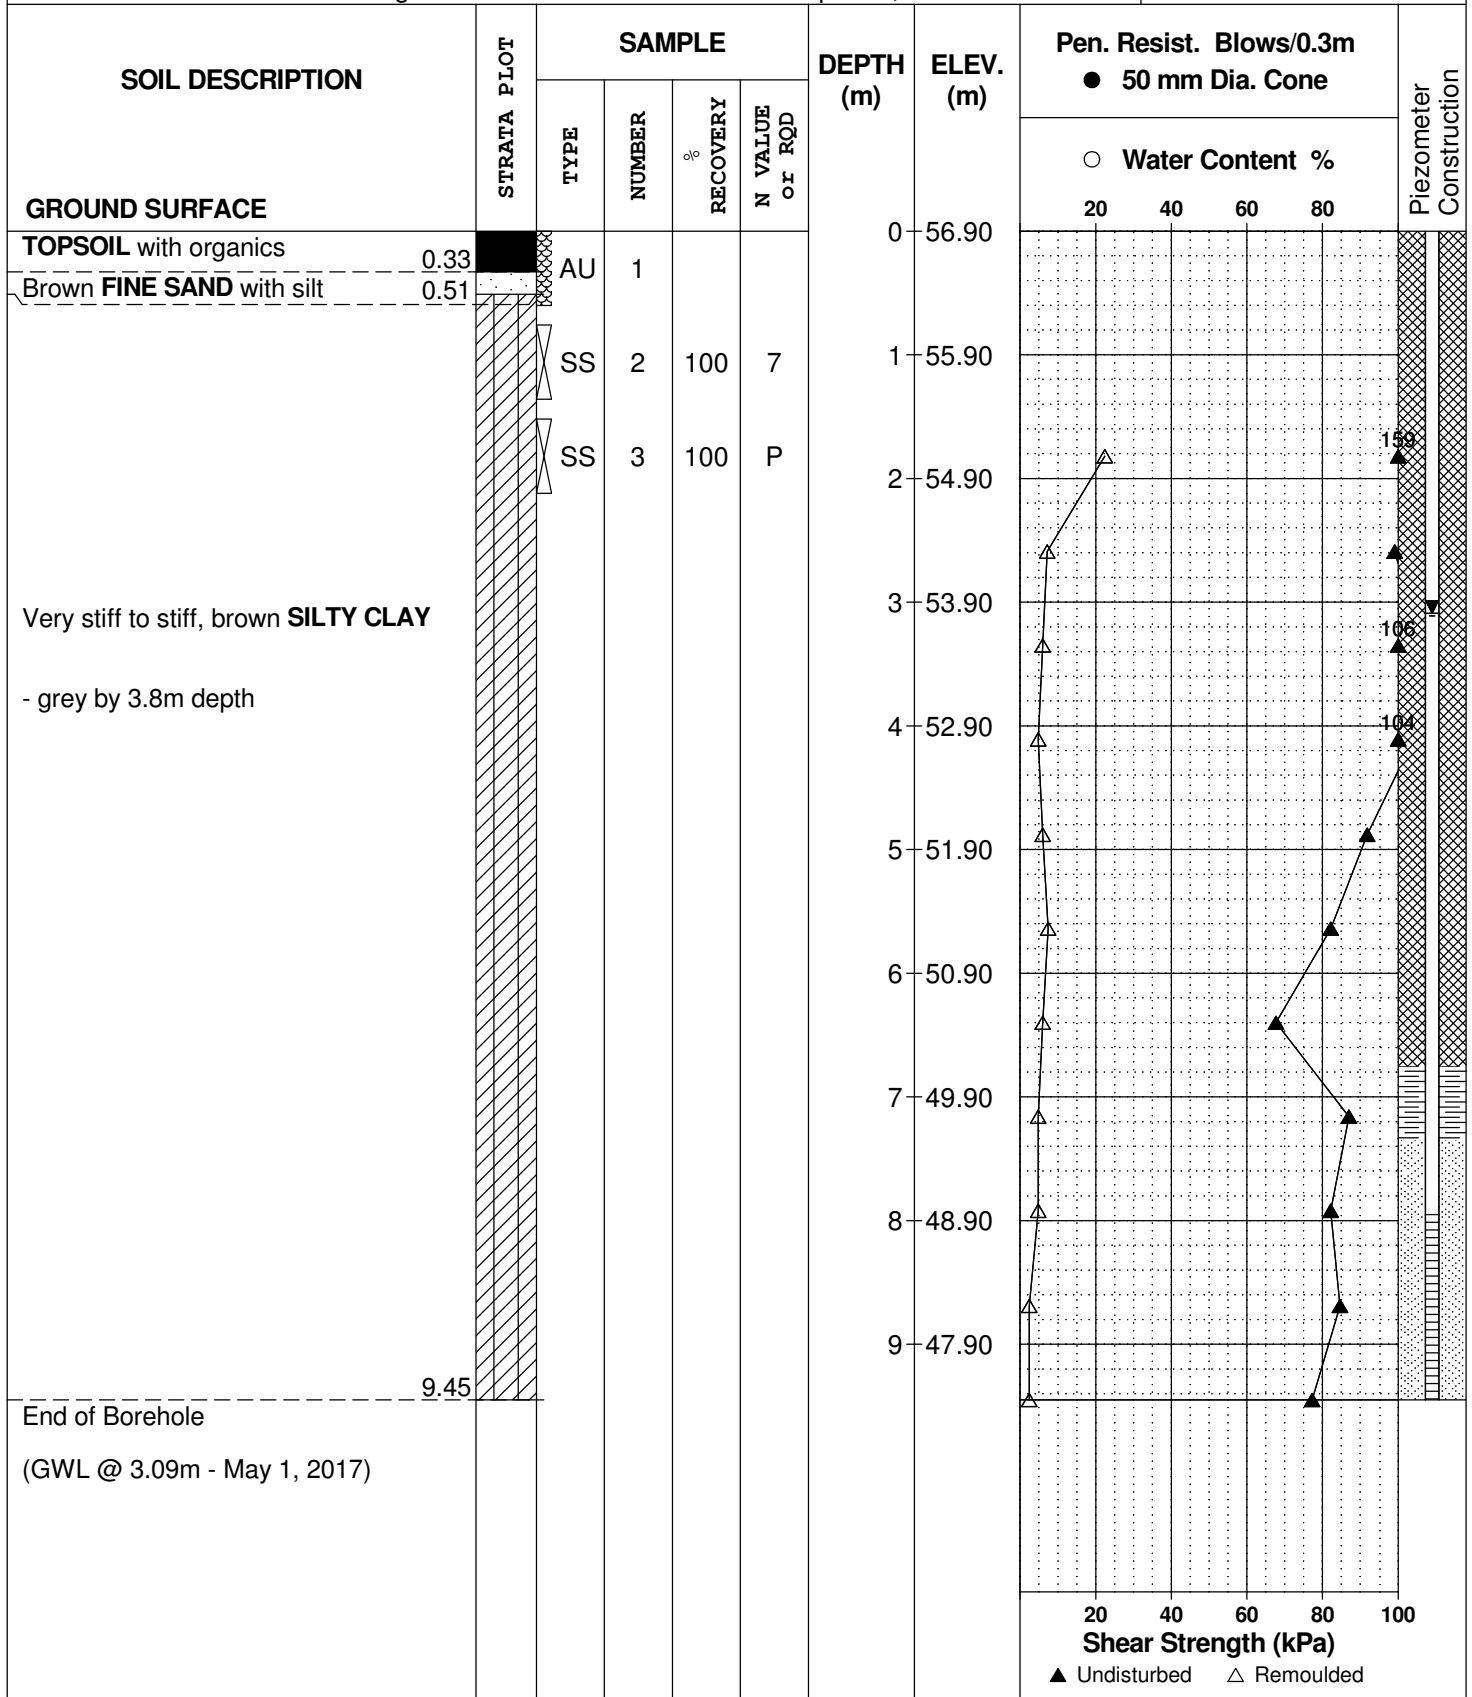 SOIL DESCRIPTION
GROUND SURFACE
STRATA PLOT
SAMPLE
TYPE
NUMBER
% RECOVERY
N VALUE or RQD
DEPTH (m)
ELEV. (m)
Pen. Resist. Blows/0.3m
● 50 mm Dia. Cone
○ Water Content %
20 40 60 80
Piezometer Construction
TOPSOIL with organics 0.33
Brown FINE SAND with silt 0.51
AU 1
SS 2 100 7
SS 3 100 P
Very stiff to stiff, brown SILTY CLAY
- grey by 3.8m depth
9.45
End of Borehole
(GWL @ 3.09m - May 1, 2017)
0 56.90
1 55.90
2 54.90
3 53.90
4 52.90
5 51.90
6 50.90
7 49.90
8 48.90
9 47.90
159
106
104
20 40 60 80 100
Shear Strength (kPa)
▲ Undisturbed △ Remoulded